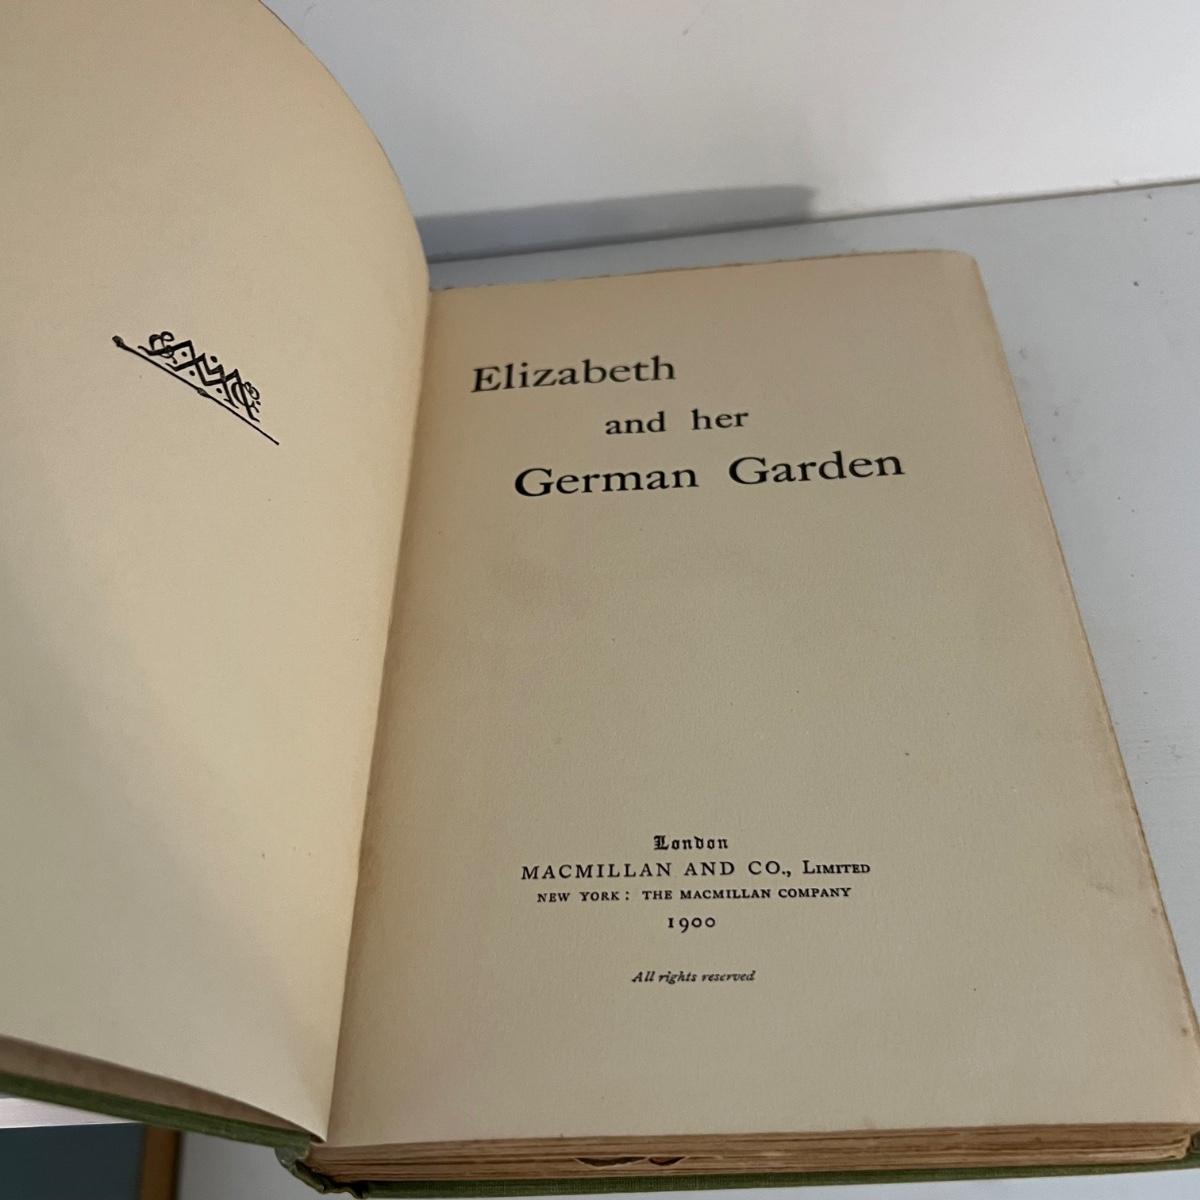 Elizabeth
and her
German Garden
London
MACMILLAN AND CO., LIMITED
NEW YORK: THE MACMILLAN COMPANY
1900
All rights reserved